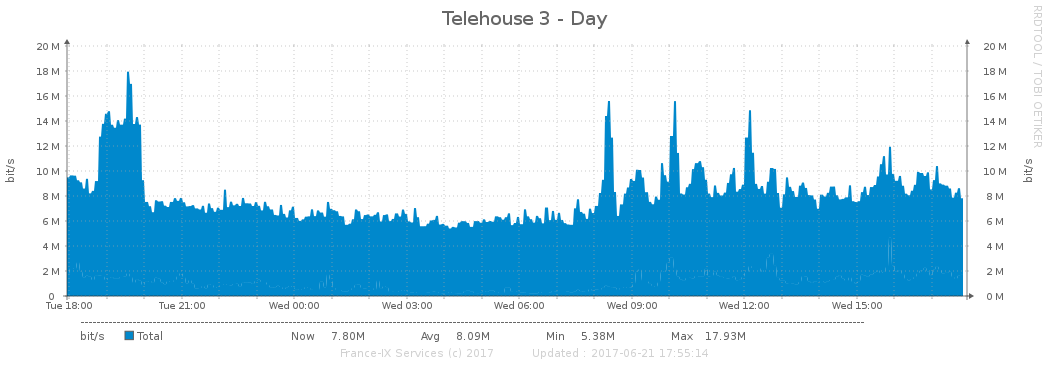 Telehouse 3 - Day
RRDTOOL / TOBI OETIKER
bit/s
20 M 20 M
18 M 18 M
16 M 16 M
14 M 14 M
12 M 12 M
10 M 10 M
8 M 8 M
6 M 6 M
4 M 4 M
2 M 2 M
0 0 M
bit/s
Tue 18:00 Tue 21:00 Wed 00:00 Wed 03:00 Wed 06:00 Wed 09:00 Wed 12:00 Wed 15:00
bit/s Total Now 7.80M Avg 8.09M Min 5.38M Max 17.93M
France-IX Services (c) 2017 Updated : 2017-06-21 17:55:14